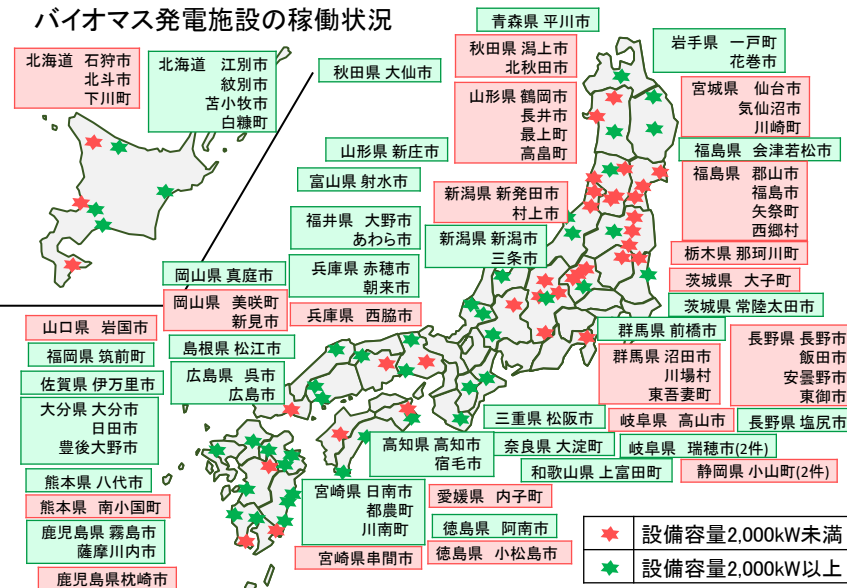 バイオマス発電施設の稼働状況
北海道 石狩市
北斗市
下川町
北海道 江別市
紋別市
苫小牧市
白糠町
秋田県 大仙市
青森県 平川市
秋田県 潟上市
北秋田市
岩手県 一戸町
花巻市
山形県 鶴岡市
長井市
最上町
高畠町
宮城県 仙台市
気仙沼市
川崎町
山形県 新庄市
福島県 会津若松市
富山県 射水市
福島県 郡山市
福島市
矢祭町
西郷村
新潟県 新発田市
村上市
福井県 大野市
あわら市
新潟県 新潟市
三条市
栃木県 那珂川町
岡山県 真庭市
兵庫県 赤穂市
朝来市
茨城県 大子町
岡山県 美咲町
新見市
兵庫県 西脇市
茨城県 常陸太田市
山口県 岩国市
群馬県 前橋市
長野県 長野市
飯田市
安曇野市
東御市
福岡県 筑前町
島根県 松江市
群馬県 沼田市
川場村
東吾妻町
佐賀県 伊万里市
広島県 呉市
広島市
大分県 大分市
日田市
豊後大野市
三重県 松阪市
岐阜県 高山市
長野県 塩尻市
高知県 高知市
宿毛市
奈良県 大淀町
岐阜県 瑞穂市(2件)
和歌山県 上富田町
静岡県 小山町(2件)
熊本県 八代市
宮崎県 日南市
都農町
川南町
愛媛県 内子町
熊本県 南小国町
鹿児島県 霧島市
薩摩川内市
徳島県 阿南市
宮崎県串間市
徳島県 小松島市
鹿児島県枕崎市
設備容量2,000kW未満
設備容量2,000kW以上